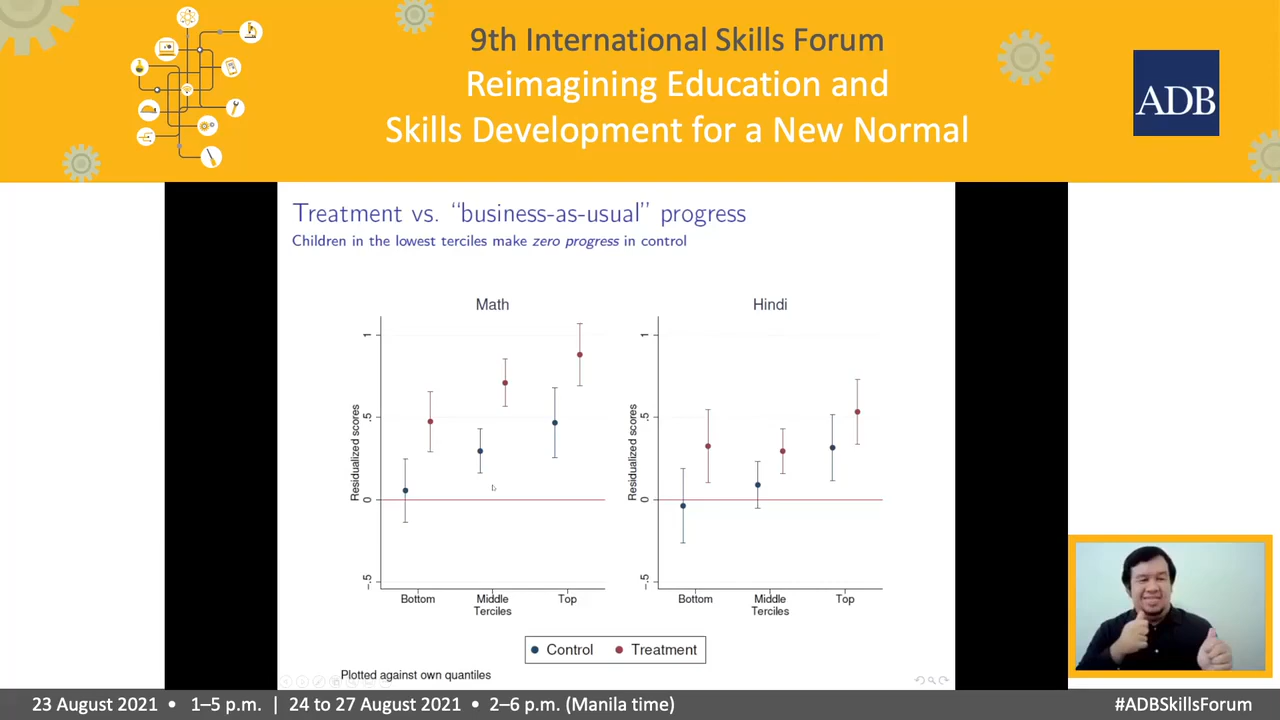 9th International Skills Forum
Reimagining Education and
Skills Development for a New Normal
ADB
Treatment vs. “business-as-usual” progress
Children in the lowest terciles make zero progress in control
Math
Residualized scores
1
.5
0
-.5
Bottom
Middle
Top
Terciles
Hindi
Residualized scores
1
.5
0
-.5
Bottom
Middle
Top
Terciles
Control
Treatment
Plotted against own quantiles
23 August 2021 • 1–5 p.m. | 24 to 27 August 2021 • 2–6 p.m. (Manila time)
#ADBSkillsForum